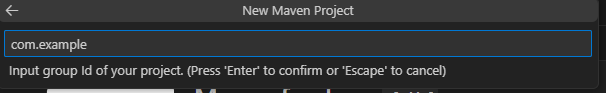 New Maven Project
com.example
Input group Id of your project. (Press 'Enter' to confirm or 'Escape' to cancel)